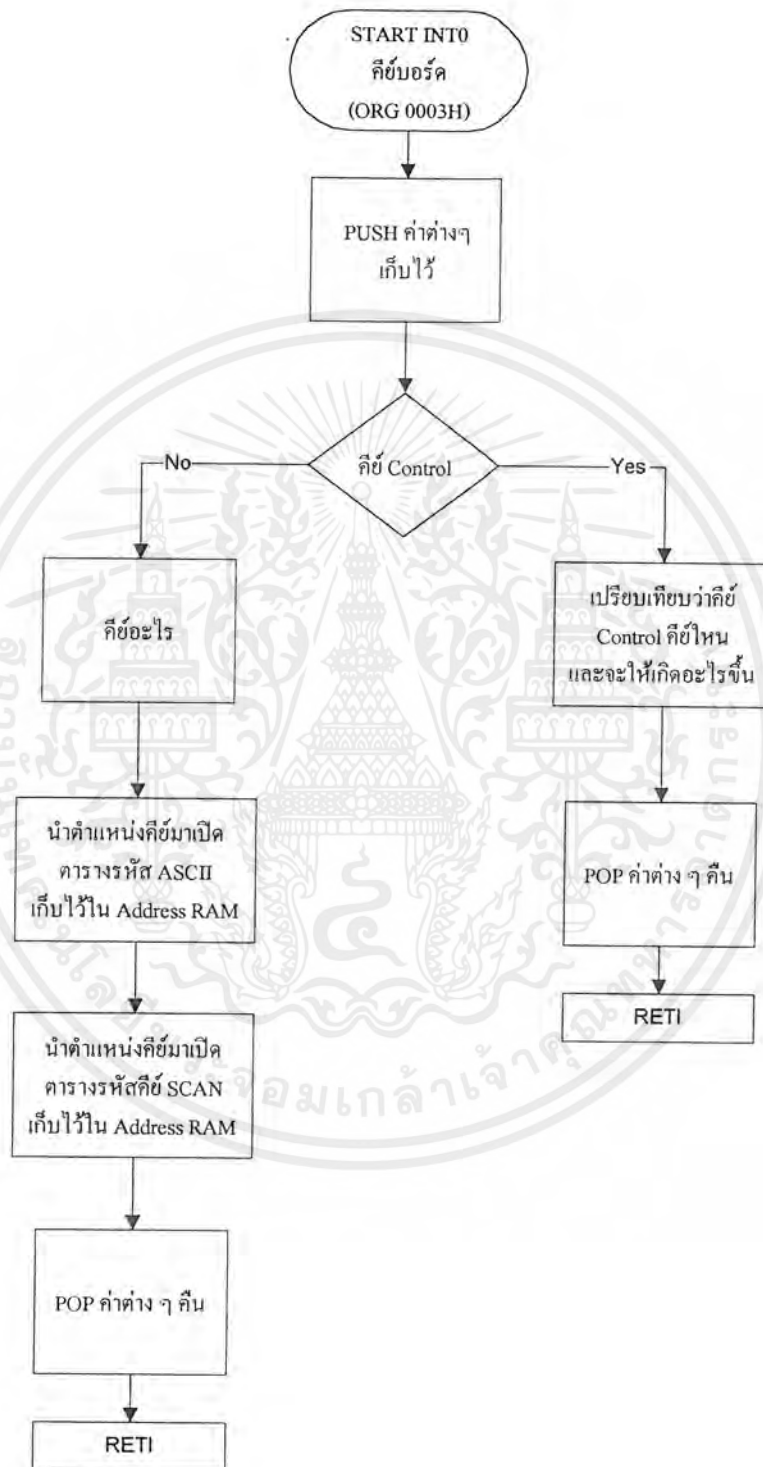 START INT0
คีย์บอร์ด
(ORG 0003H)
PUSH ค่าต่างๆ
เก็บไว้
คีย์ Control
No
Yes
คีย์อะไร
เปรียบเทียบว่าคีย์
Control คีย์ไหน
และจะให้เกิดอะไรขึ้น
นำตำแหน่งคีย์มาเปิด
ตารางรหัส ASCII
เก็บไว้ใน Address RAM
POP ค่าต่าง ๆ คืน
RETI
นำตำแหน่งคีย์มาเปิด
ตารางรหัสคีย์ SCAN
เก็บไว้ใน Address RAM
POP ค่าต่าง ๆ คืน
RETI